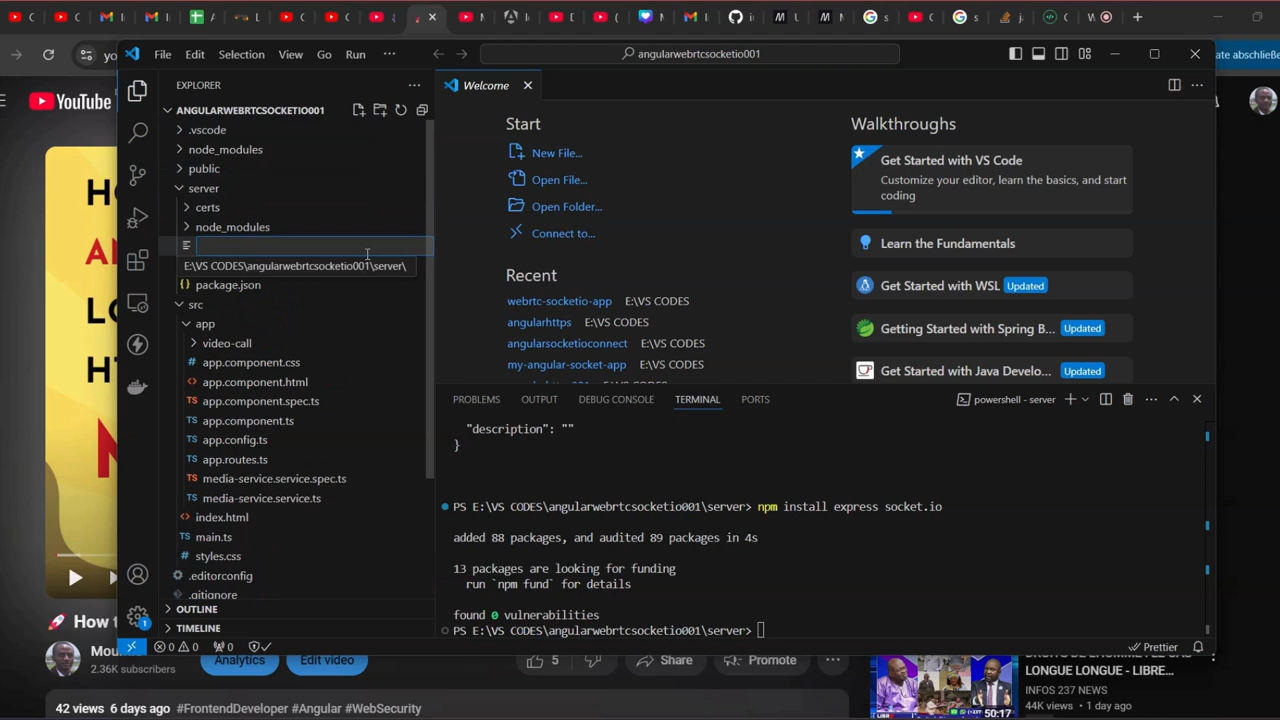 File Edit Selection View Go Run ...
angularwebrtcsocketio001
ate abschließe
YouTube
EXPLORER
ANGULARWEBRTCSOCKETIO001
.vscode
node_modules
public
server
certs
node_modules
E:\VS CODES\angularwebrtcsocketio001\server\
package.json
src
app
video-call
app.component.css
app.component.html
app.component.spec.ts
app.component.ts
app.config.ts
app.routes.ts
media-service.service.spec.ts
media-service.service.ts
index.html
main.ts
styles.css
.editorconfig
.gitignore
OUTLINE
TIMELINE
Welcome
Start
New File...
Open File...
Open Folder...
Connect to...
Recent
webrtc-socketio-app E:\VS CODES
angularhttps E:\VS CODES
angularsocketioconnect E:\VS CODES
my-angular-socket-app E:\VS CODES
Walkthroughs
Get Started with VS Code
Customize your editor, learn the basics, and start
coding
Learn the Fundamentals
Get Started with WSL Updated
Getting Started with Spring B... Updated
Get Started with Java Develo... Updated
PROBLEMS OUTPUT DEBUG CONSOLE TERMINAL PORTS
powershell - server
"description": ""
}
PS E:\VS CODES\angularwebrtcsocketio001\server> npm install express socket.io
added 88 packages, and audited 89 packages in 4s
13 packages are looking for funding
run `npm fund` for details
found 0 vulnerabilities
PS E:\VS CODES\angularwebrtcsocketio001\server>
0 0 0
Prettier
How t
Mou
2.36K subscribers
Analytics
Edit video
5
Share
Promote
42 views 6 days ago #FrontendDeveloper #Angular #WebSecurity
LONGUE LONGUE - LIBRE...
INFOS 237 NEWS
44K views • 1 day ago
50:17